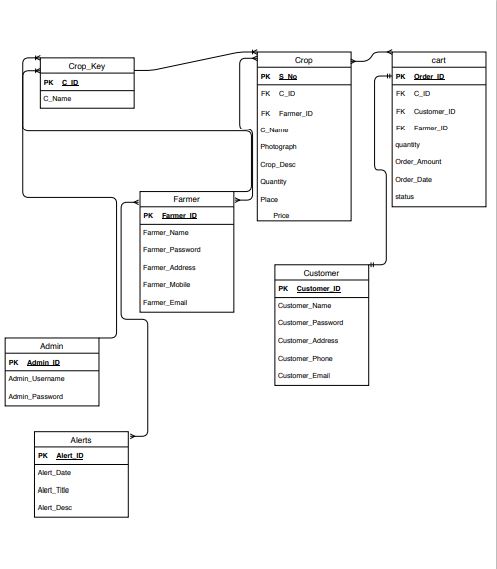 Crop_Key
PK C_ID
C_Name
Crop
PK S_No
FK C_ID
FK Farmer_ID
C_Name
Photograph
Crop_Desc
Quantity
Place
Price
cart
PK Order_ID
FK C_ID
FK Customer_ID
FK Farmer_ID
quantity
Order_Amount
Order_Date
status
Farmer
PK Farmer_ID
Farmer_Name
Farmer_Password
Farmer_Address
Farmer_Mobile
Farmer_Email
Customer
PK Customer_ID
Customer_Name
Customer_Password
Customer_Address
Customer_Phone
Customer_Email
Admin
PK Admin_ID
Admin_Username
Admin_Password
Alerts
PK Alert_ID
Alert_Date
Alert_Title
Alert_Desc